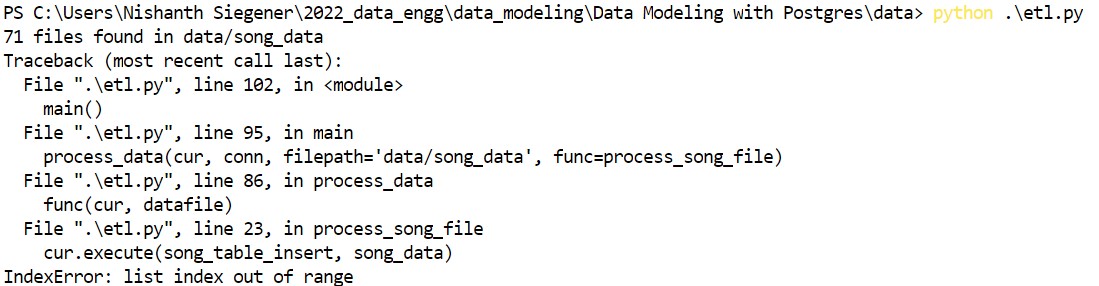 PS C:\Users\Nishanth Siegener\2022_data_engg\data_modeling\Data Modeling with Postgres\data> python .\etl.py
71 files found in data/song_data
Traceback (most recent call last):
  File ".\etl.py", line 102, in <module>
    main()
  File ".\etl.py", line 95, in main
    process_data(cur, conn, filepath='data/song_data', func=process_song_file)
  File ".\etl.py", line 86, in process_data
    func(cur, datafile)
  File ".\etl.py", line 23, in process_song_file
    cur.execute(song_table_insert, song_data)
IndexError: list index out of range